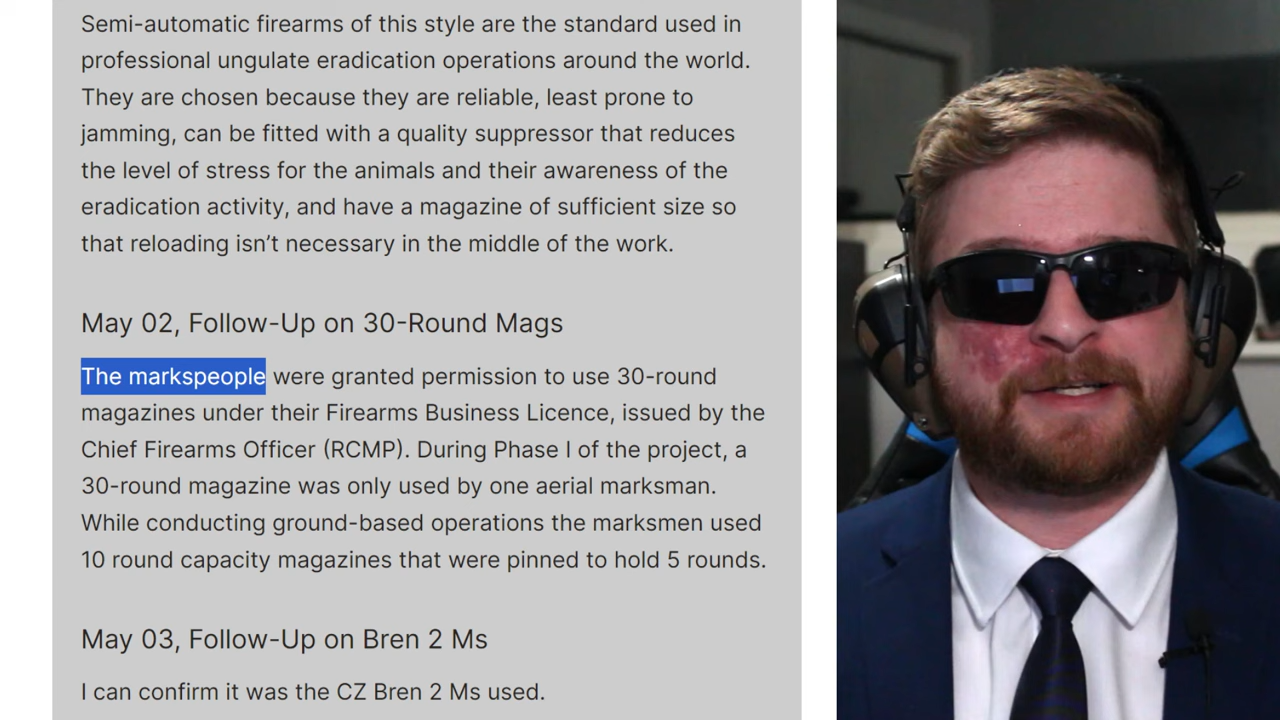 Semi-automatic firearms of this style are the standard used in
professional ungulate eradication operations around the world.
They are chosen because they are reliable, least prone to
jamming, can be fitted with a quality suppressor that reduces
the level of stress for the animals and their awareness of the
eradication activity, and have a magazine of sufficient size so
that reloading isn’t necessary in the middle of the work.
May 02, Follow-Up on 30-Round Mags
The markspeople were granted permission to use 30-round
magazines under their Firearms Business Licence, issued by the
Chief Firearms Officer (RCMP). During Phase I of the project, a
30-round magazine was only used by one aerial marksman.
While conducting ground-based operations the marksmen used
10 round capacity magazines that were pinned to hold 5 rounds.
May 03, Follow-Up on Bren 2 Ms
I can confirm it was the CZ Bren 2 Ms used.